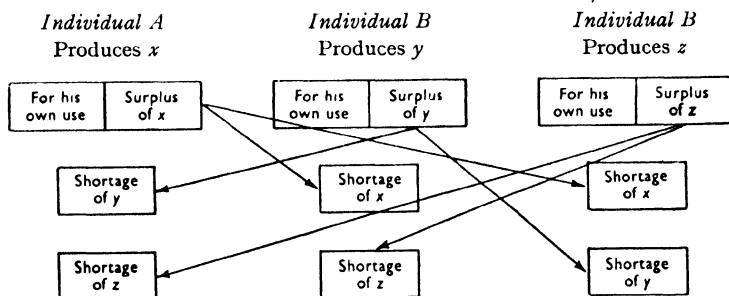 Individual A Individual B Individual B
Produces x Produces y Produces z
For his Surplus For his Surplus For his Surplus
own use of x own use of y own use of z
Shortage Shortage Shortage
of y of x of x
Shortage Shortage Shortage
of z of z of y